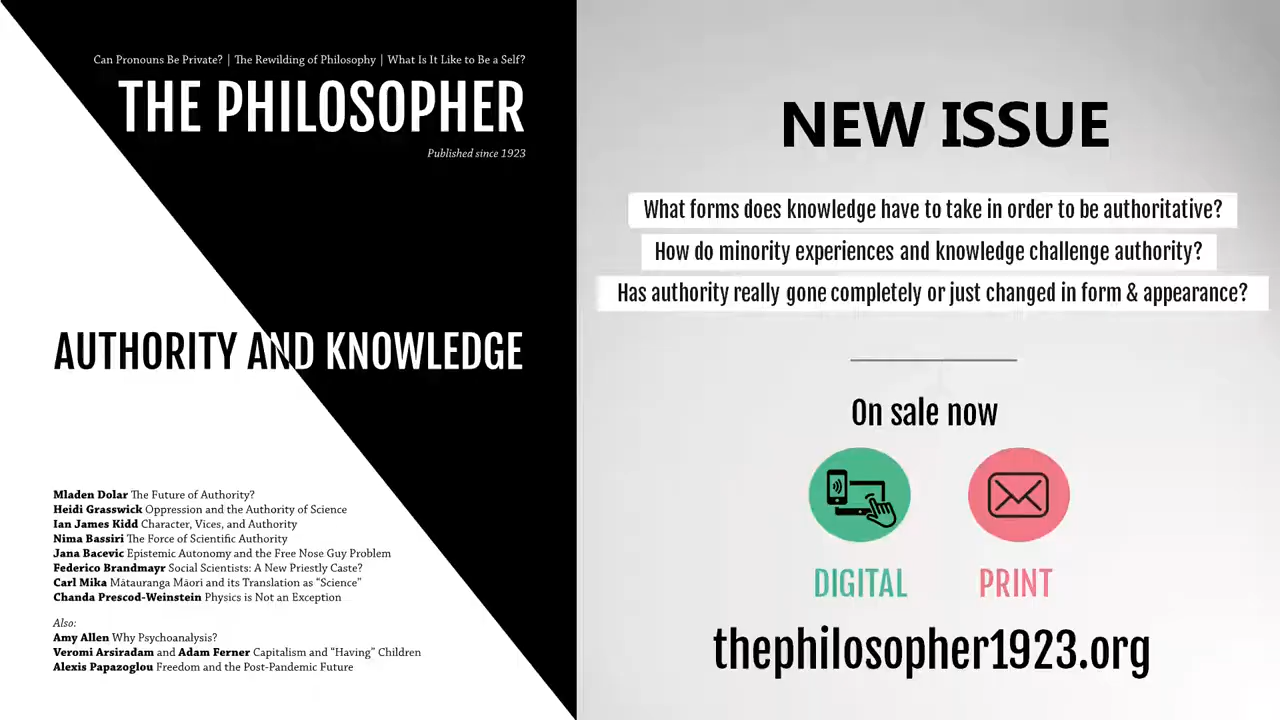 Can Pronouns Be Private? | The Rewilding of Philosophy | What Is It Like to Be a Self?
THE PHILOSOPHER
Published since 1923
AUTHORITY AND KNOWLEDGE
Mladen Dolar The Future of Authority?
Heidi Grasswick Oppression and the Authority of Science
Ian James Kidd Character, Vices, and Authority
Nima Bassiri The Force of Scientific Authority
Jana Bacevic Epistemic Autonomy and the Free Nose Guy Problem
Federico Brandmayr Social Scientists: A New Priestly Caste?
Carl Mika Mātauranga Māori and its Translation as “Science”
Chanda Prescod-Weinstein Physics is Not an Exception
Also:
Amy Allen Why Psychoanalysis?
Veromi Arsiradam and Adam Ferner Capitalism and “Having” Children
Alexis Papazoglou Freedom and the Post-Pandemic Future
NEW ISSUE
What forms does knowledge have to take in order to be authoritative?
How do minority experiences and knowledge challenge authority?
Has authority really gone completely or just changed in form & appearance?
On sale now
DIGITAL
PRINT
thephilosopher1923.org